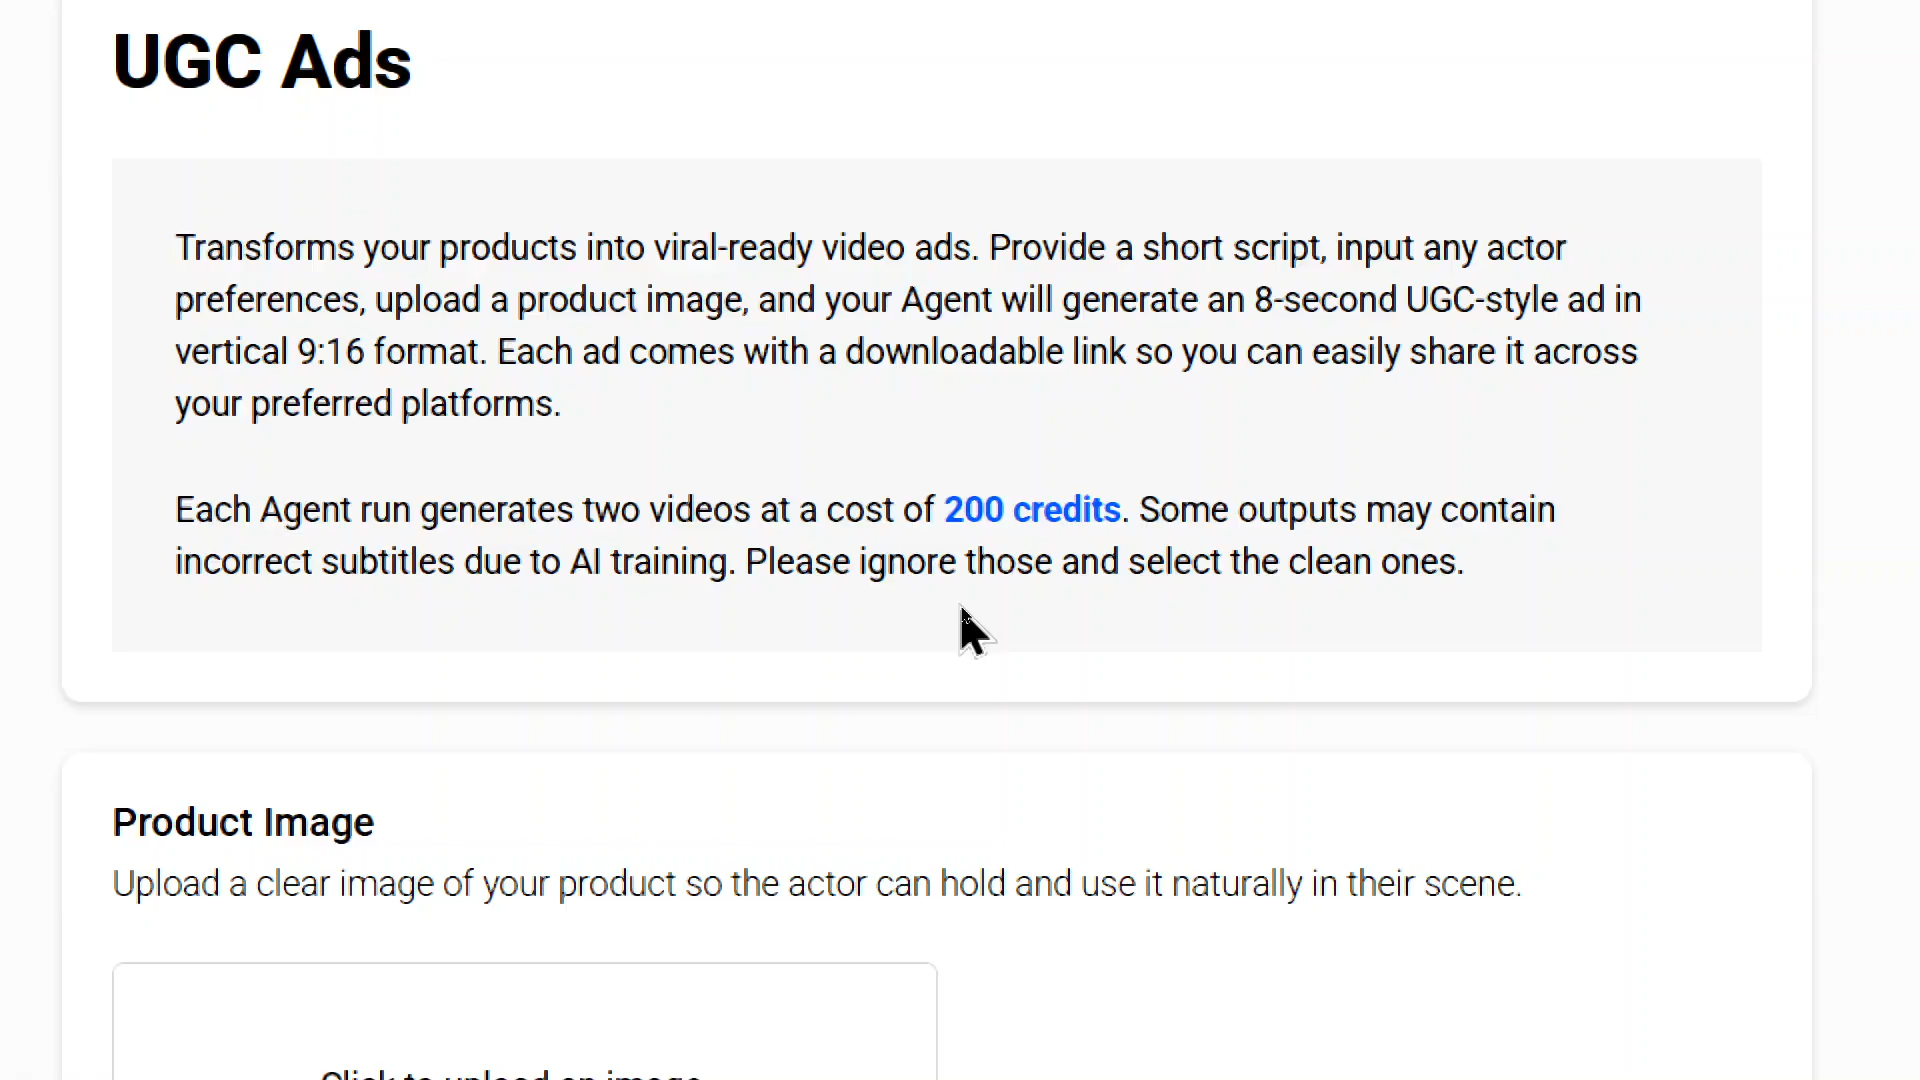 UGC Ads
Transforms your products into viral-ready video ads. Provide a short script, input any actor
preferences, upload a product image, and your Agent will generate an 8-second UGC-style ad in
vertical 9:16 format. Each ad comes with a downloadable link so you can easily share it across
your preferred platforms.
Each Agent run generates two videos at a cost of 200 credits. Some outputs may contain
incorrect subtitles due to AI training. Please ignore those and select the clean ones.
Product Image
Upload a clear image of your product so the actor can hold and use it naturally in their scene.
Click to upload an image